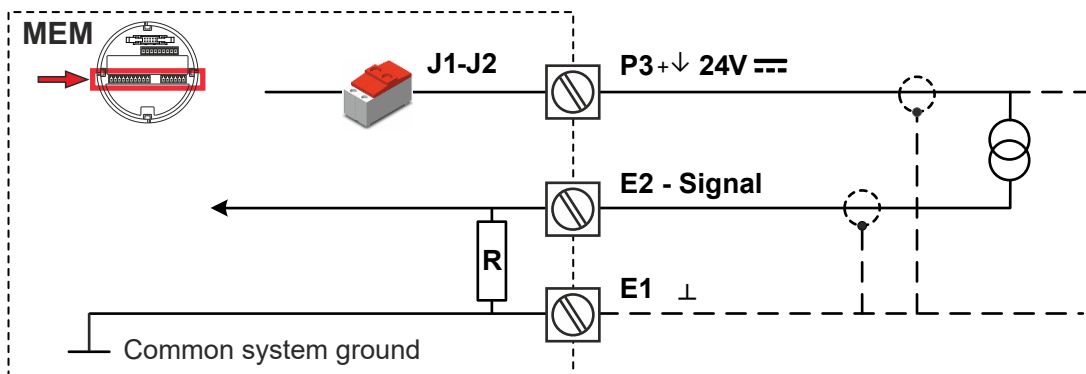 MEM
J1-J2
P3+↓ 24V ⎓
E2 - Signal
R
E1 ⊥
Common system ground